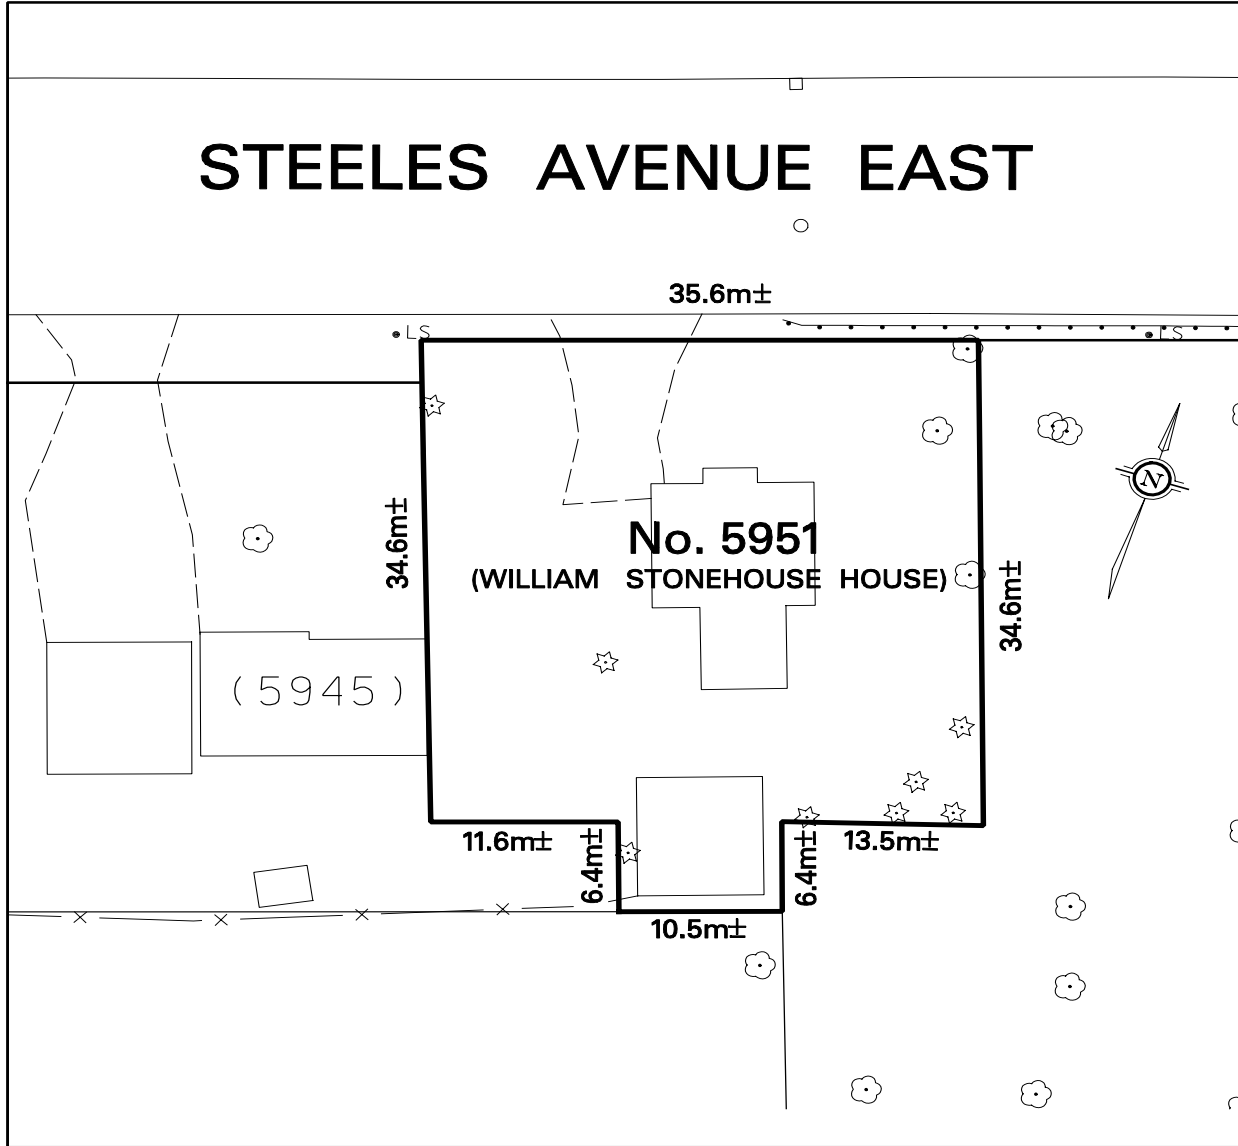 STEELES AVENUE EAST
35.6m±
LS
LS
34.6m±
N
No. 5951
(WILLIAM STONEHOUSE HOUSE)
34.6m±
(5945)
11.6m±
6.4m±
6.4m±
13.5m±
10.5m±